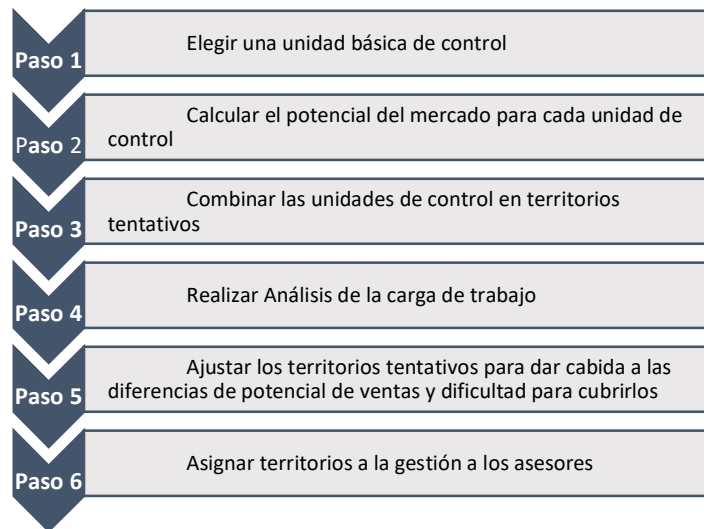 Paso 1
Elegir una unidad básica de control
Paso 2
Calcular el potencial del mercado para cada unidad de
control
Paso 3
Combinar las unidades de control en territorios
tentativos
Paso 4
Realizar Análisis de la carga de trabajo
Paso 5
Ajustar los territorios tentativos para dar cabida a las
diferencias de potencial de ventas y dificultad para cubrirlos
Paso 6
Asignar territorios a la gestión a los asesores